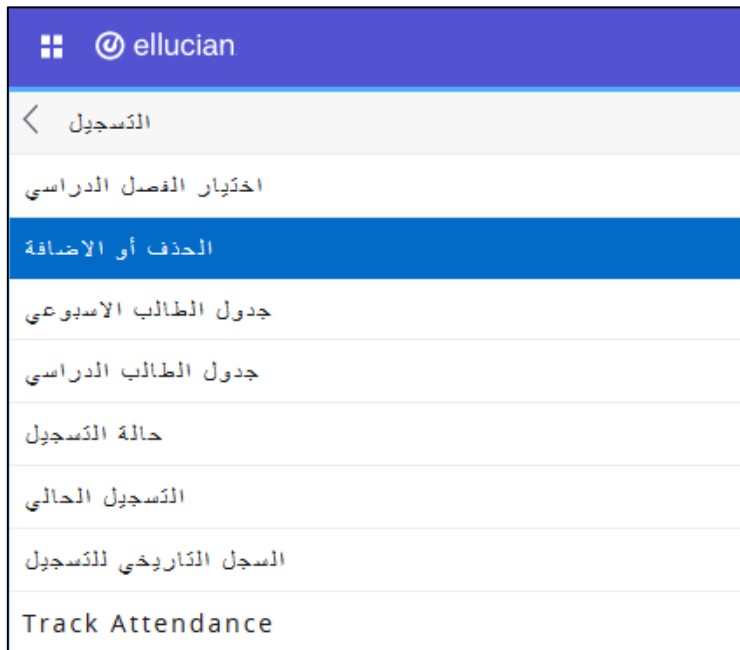 ellucian
التسجيل
اختيار الفصل الدراسي
الحذف أو الاضافة
جدول الطالب الاسبوعي
جدول الطالب الدراسي
حالة التسجيل
التسجيل الحالي
السجل التاريخي للتسجيل
Track Attendance